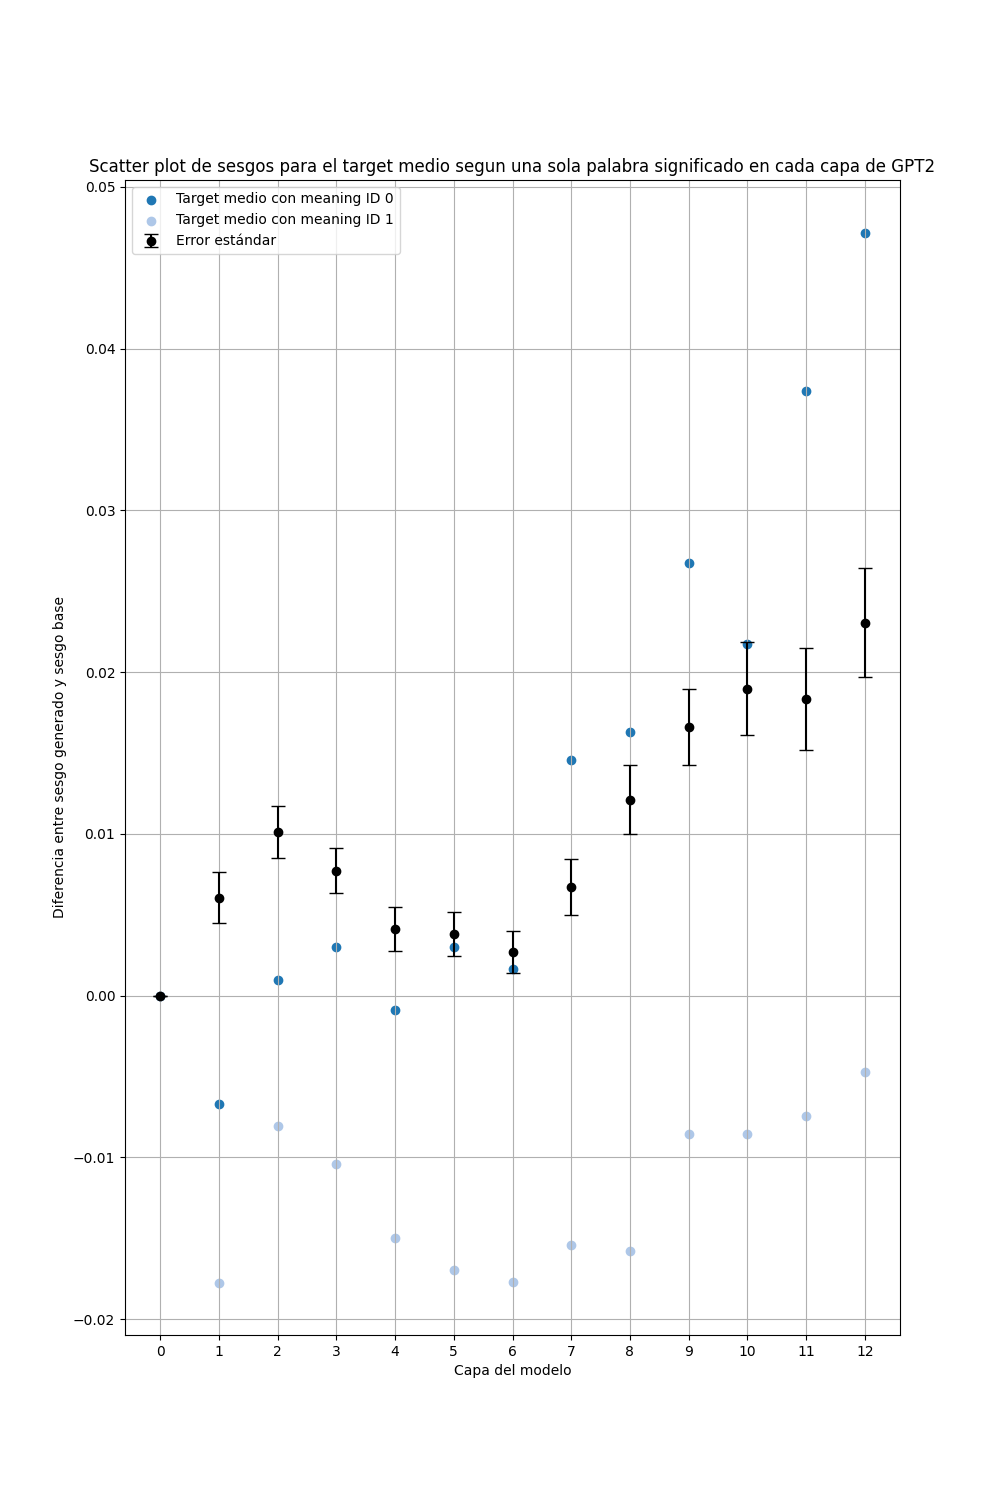 Scatter plot de sesgos para el target medio segun una sola palabra significado en cada capa de GPT2
Target medio con meaning ID 0
Target medio con meaning ID 1
Error estándar
0.05
0.04
0.03
0.02
0.01
0.00
−0.01
−0.02
Diferencia entre sesgo generado y sesgo base
0 1 2 3 4 5 6 7 8 9 10 11 12
Capa del modelo